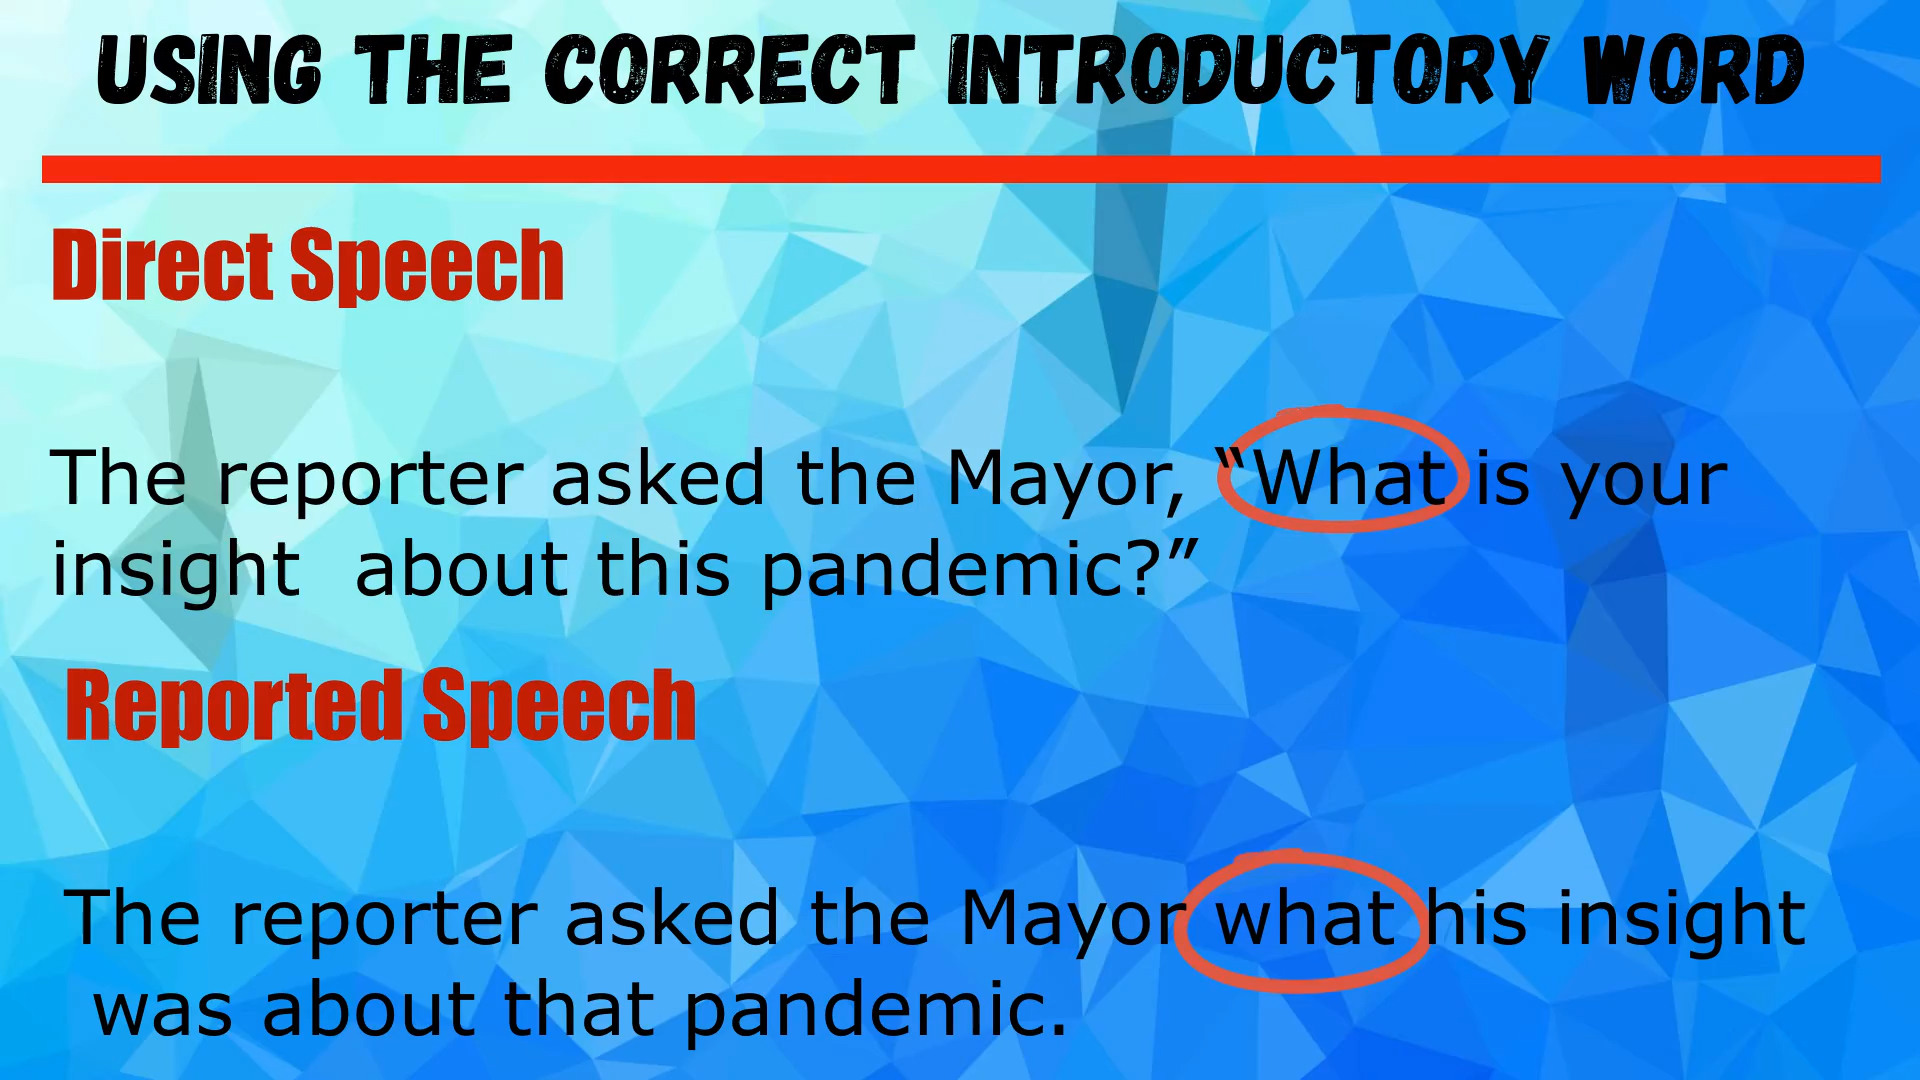 USING THE CORRECT INTRODUCTORY WORD
Direct Speech
The reporter asked the Mayor, “What is your
insight  about this pandemic?”
Reported Speech
The reporter asked the Mayor what his insight
was about that pandemic.